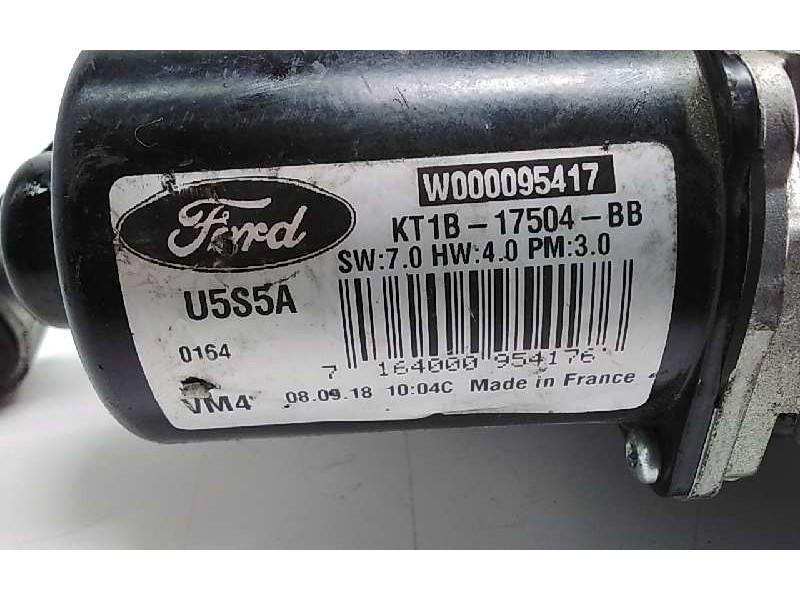 W000095417
Ford
KT1B-17504-BB
SW:7.0 HW:4.0 PM:3.0
U5S5A
0164
7 164000 954176
VM4 08.09.18 10:04C Made in France